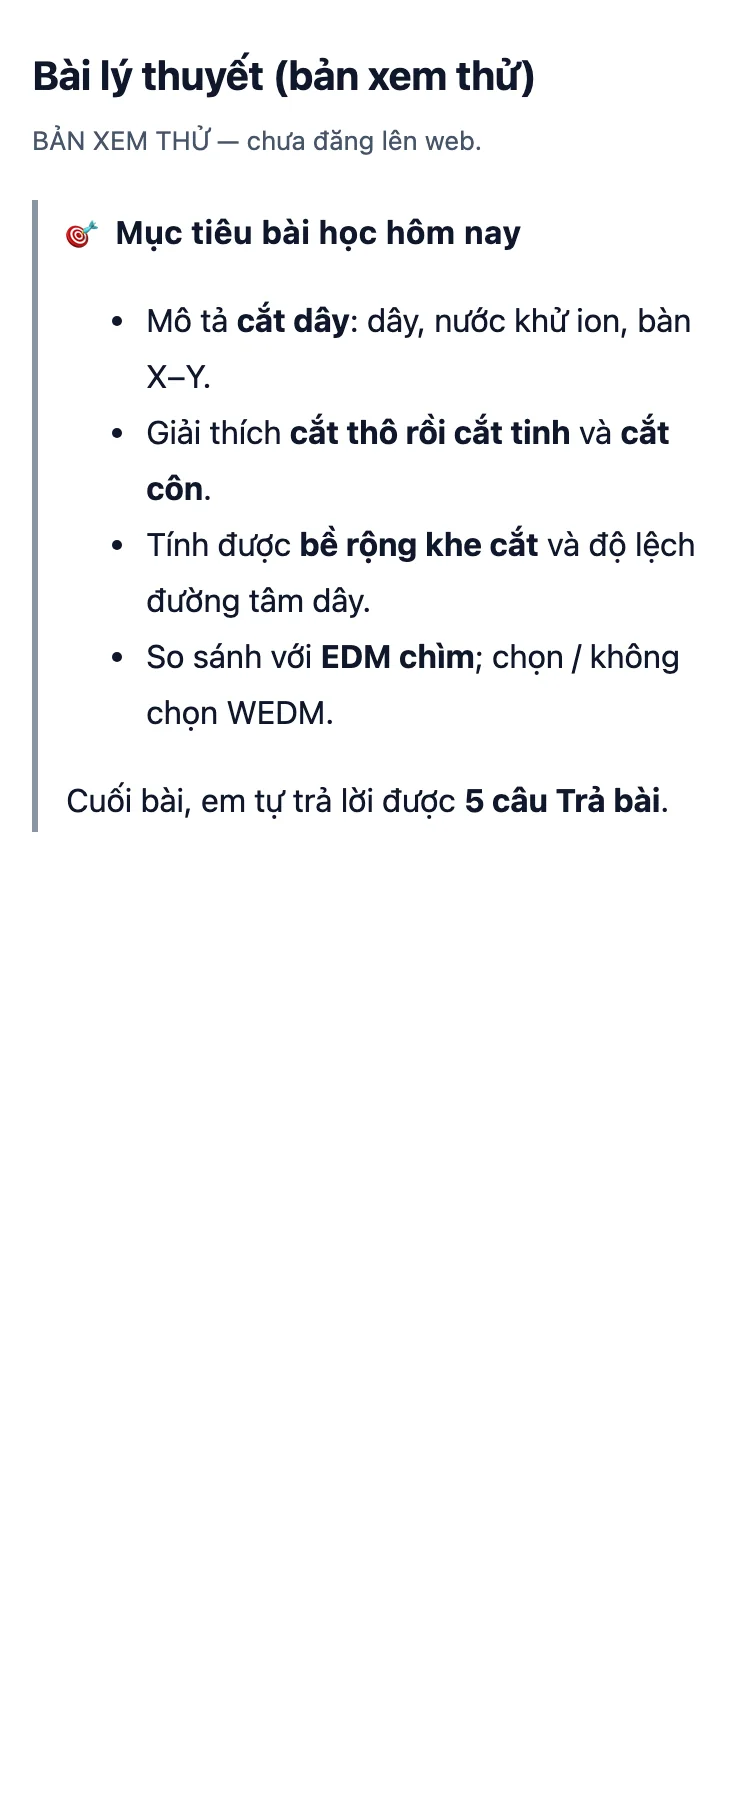 Bài lý thuyết (bản xem thử)
BẢN XEM THỬ — chưa đăng lên web.
🎯 Mục tiêu bài học hôm nay
• Mô tả cắt dây: dây, nước khử ion, bàn
X–Y.
• Giải thích cắt thô rồi cắt tinh và cắt
côn.
• Tính được bề rộng khe cắt và độ lệch
đường tâm dây.
• So sánh với EDM chìm; chọn / không
chọn WEDM.
Cuối bài, em tự trả lời được 5 câu Trả bài.